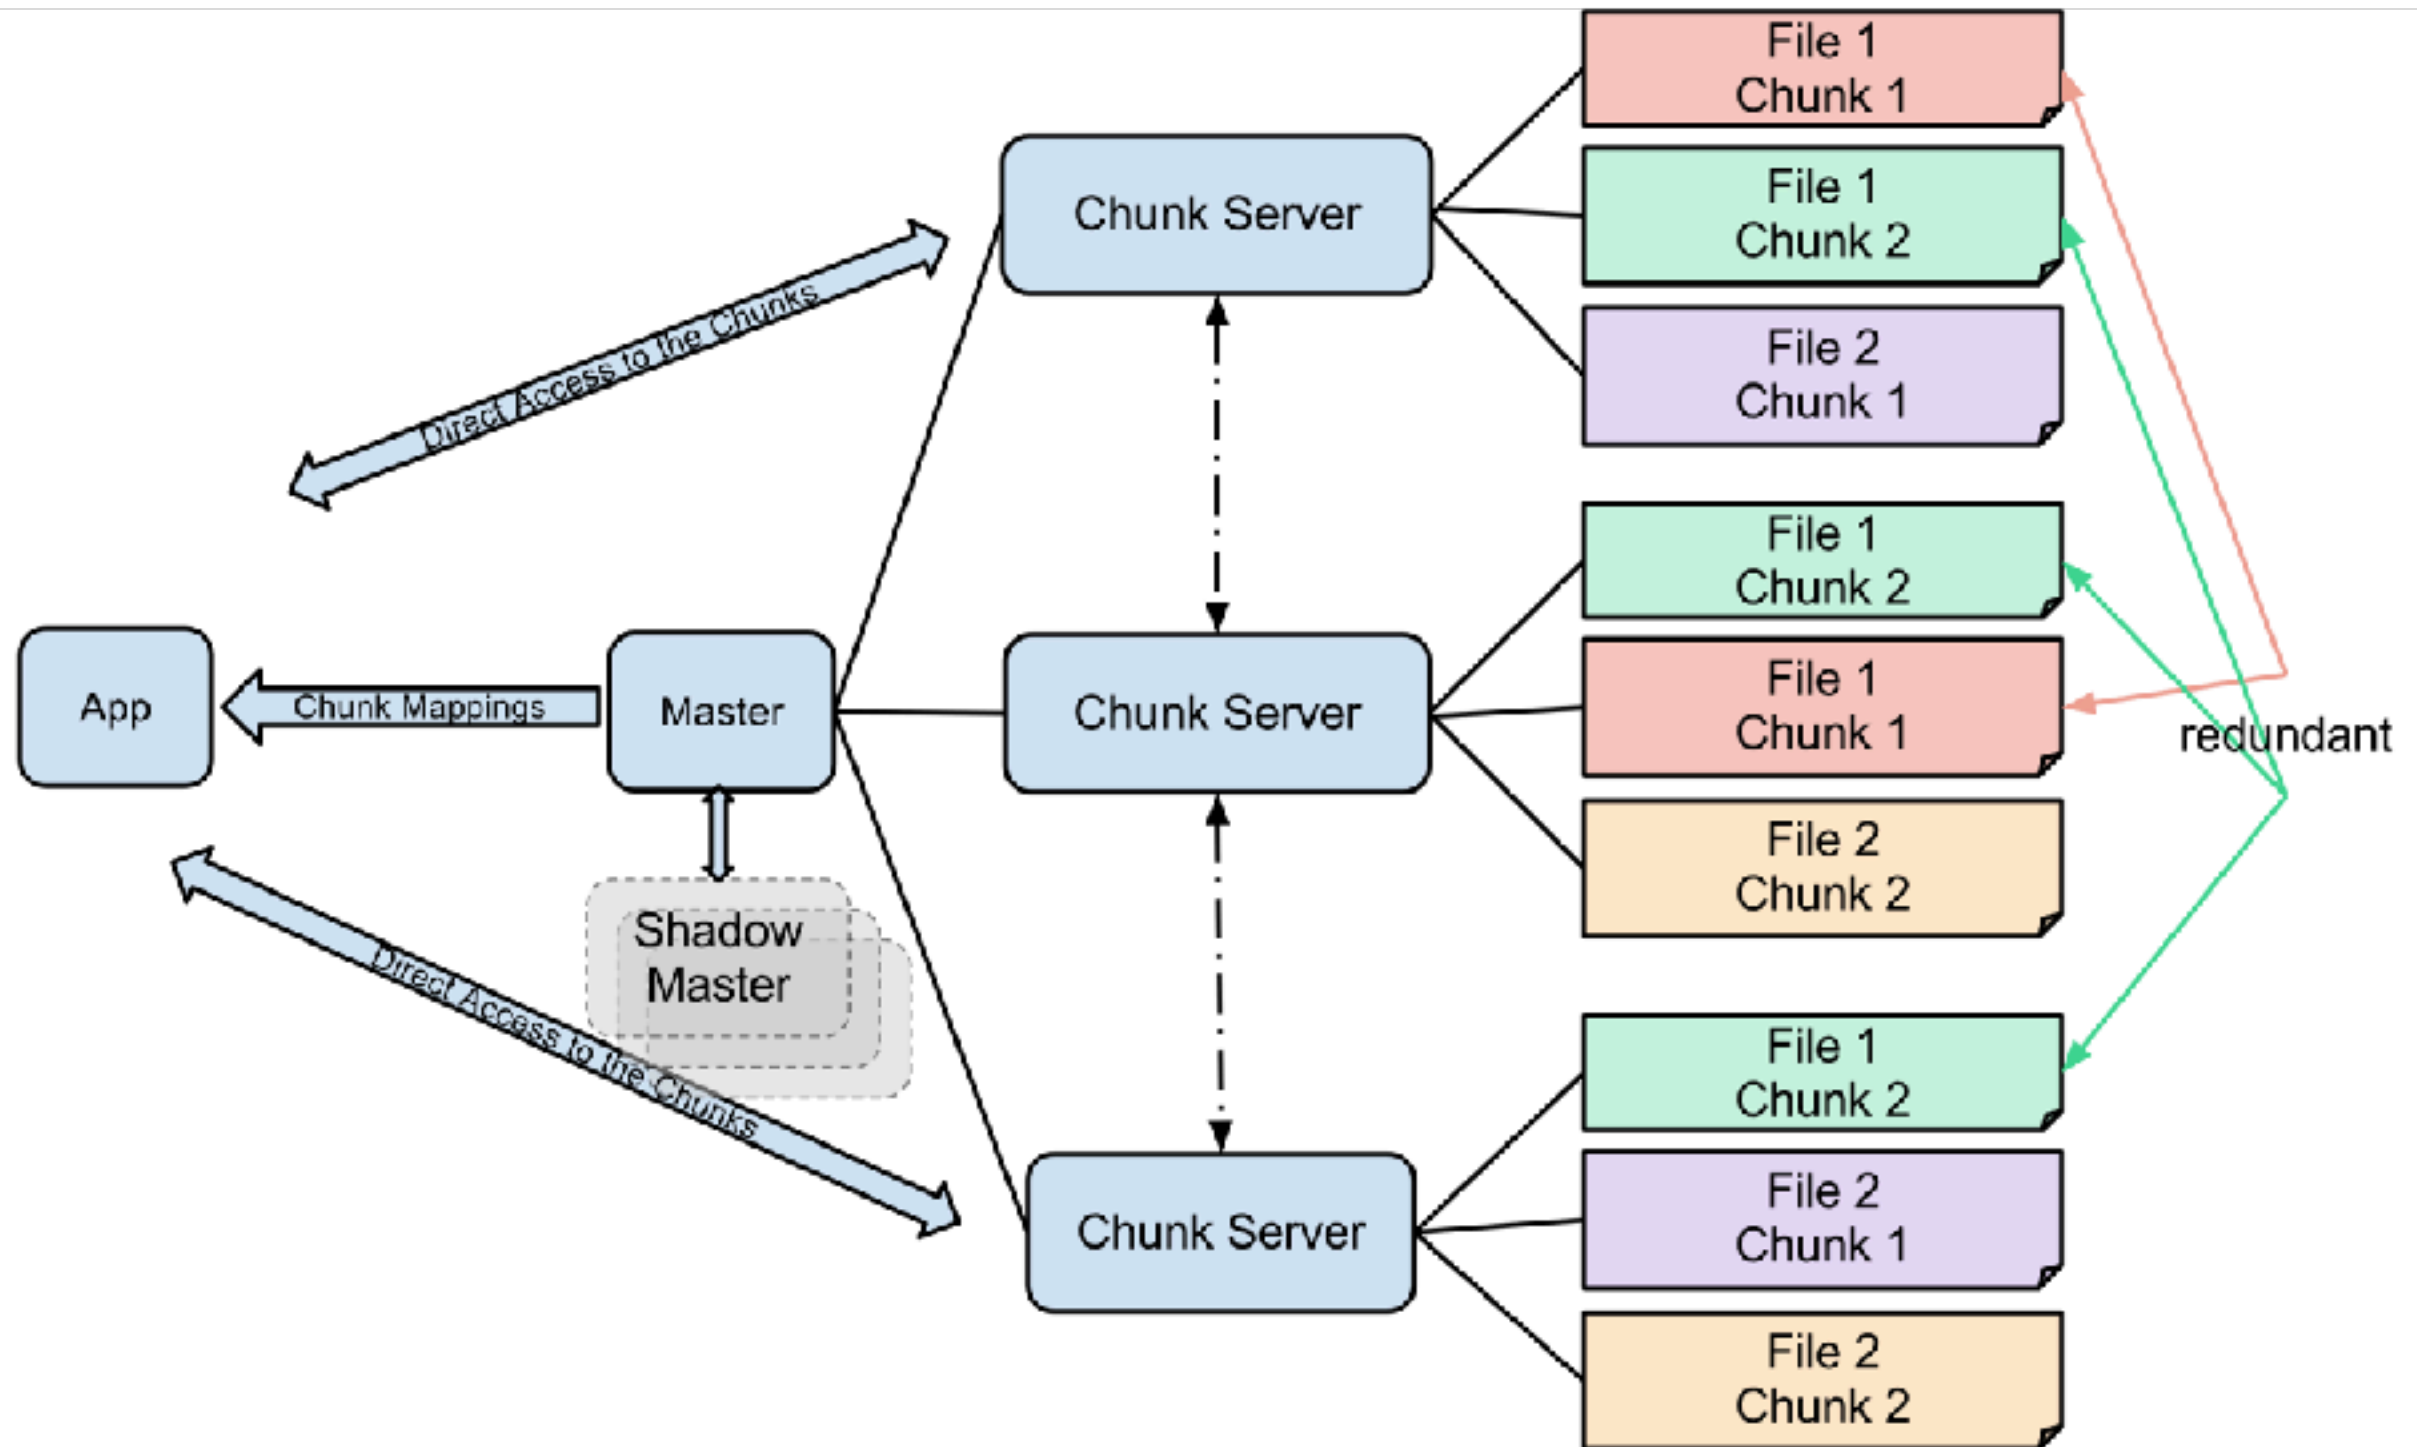 File 1
Chunk 1
File 1
Chunk 2
File 2
Chunk 1
Chunk Server
Direct Access to the Chunks
File 1
Chunk 2
File 1
Chunk 1
File 2
Chunk 2
App
Chunk Mappings
Master
Chunk Server
redundant
Shadow
Master
Direct Access to the Chunks
File 1
Chunk 2
File 2
Chunk 1
File 2
Chunk 2
Chunk Server